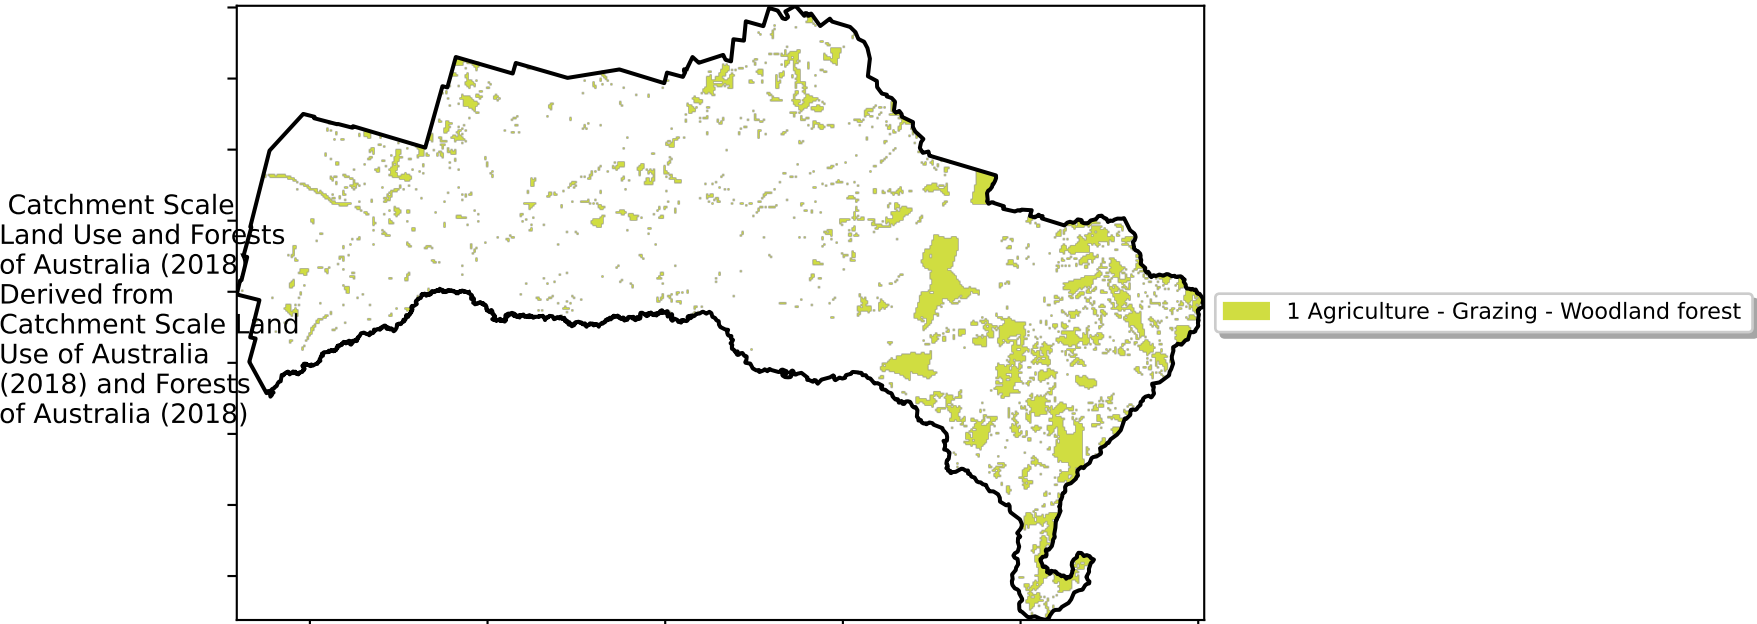 Catchment Scale
Land Use and Forests
of Australia (2018)
Derived from
Catchment Scale Land
Use of Australia
(2018) and Forests
of Australia (2018)
1 Agriculture - Grazing - Woodland forest